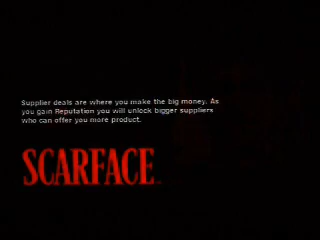 Supplier deals are where you make the big money. As
you gain Reputation you will unlock bigger suppliers
who can offer you more product.
SCARFACE